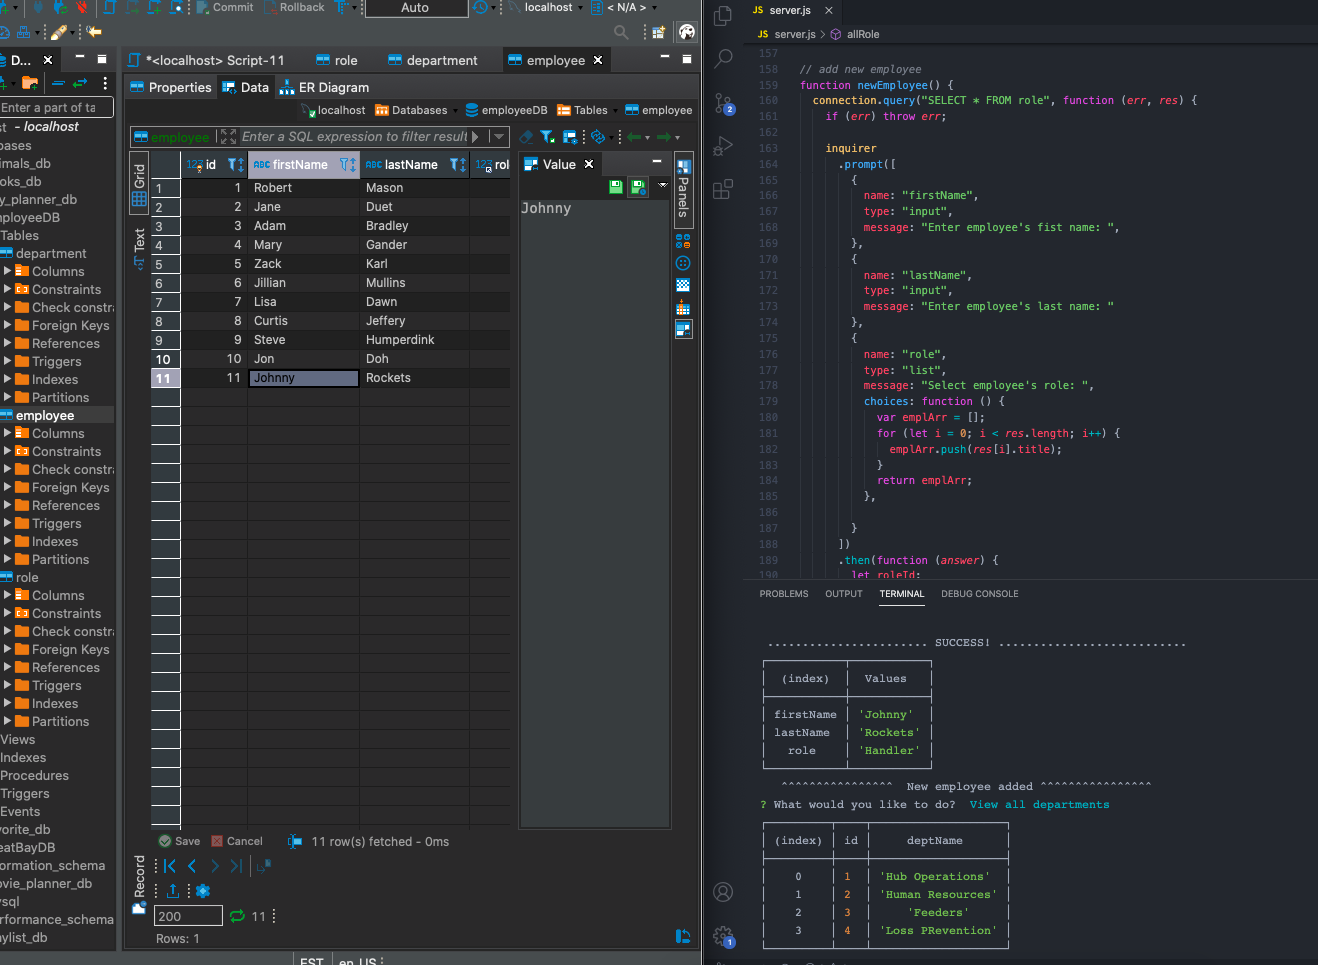 Commit
Rollback
Auto
localhost
< N/A >
D...
*<localhost> Script-11
role
department
employee
Properties
Data
ER Diagram
localhost
Databases
employeeDB
Tables
employee
Enter a part of ta
st - localhost
bases
imals_db
oks_db
y_planner_db
mployeeDB
Tables
department
Columns
Constraints
Check constra
Foreign Keys
References
Triggers
Indexes
Partitions
employee
Columns
Constraints
Check constra
Foreign Keys
References
Triggers
Indexes
Partitions
role
Columns
Constraints
Check constra
Foreign Keys
References
Triggers
Indexes
Partitions
Views
Indexes
Procedures
Triggers
Events
vorite_db
eatBayDB
ormation_schema
ovie_planner_db
ysql
rformance_schema
ylist_db
employee
Enter a SQL expression to filter result
Grid
Text
Record
123 id
ABC firstName
ABC lastName
123 rol
1 1 Robert Mason
2 2 Jane Duet
3 3 Adam Bradley
4 4 Mary Gander
5 5 Zack Karl
6 6 Jillian Mullins
7 7 Lisa Dawn
8 8 Curtis Jeffery
9 9 Steve Humperdink
10 10 Jon Doh
11 11 Johnny Rockets
Value
Johnny
Panels
Save
Cancel
11 row(s) fetched - 0ms
200
11
Rows: 1
EST
en_US
JS server.js
JS server.js > allRole
157
158 // add new employee
159 function newEmployee() {
160 connection.query("SELECT * FROM role", function (err, res) {
161 if (err) throw err;
162
163 inquirer
164 .prompt([
165 {
166 name: "firstName",
167 type: "input",
168 message: "Enter employee's fist name: ",
169 },
170 {
171 name: "lastName",
172 type: "input",
173 message: "Enter employee's last name: "
174 },
175 {
176 name: "role",
177 type: "list",
178 message: "Select employee's role: ",
179 choices: function () {
180 var emplArr = [];
181 for (let i = 0; i < res.length; i++) {
182 emplArr.push(res[i].title);
183 }
184 return emplArr;
185 },
186
187 }
188 ])
189 .then(function (answer) {
190 let roleId;
2
1
PROBLEMS
OUTPUT
TERMINAL
DEBUG CONSOLE
....................... SUCCESS! ...........................
(index) Values
firstName 'Johnny'
lastName 'Rockets'
role 'Handler'
^^^^^^^^^^^^^^^^ New employee added ^^^^^^^^^^^^^^^^
? What would you like to do? View all departments
(index) id deptName
0 1 'Hub Operations'
1 2 'Human Resources'
2 3 'Feeders'
3 4 'Loss PRevention'